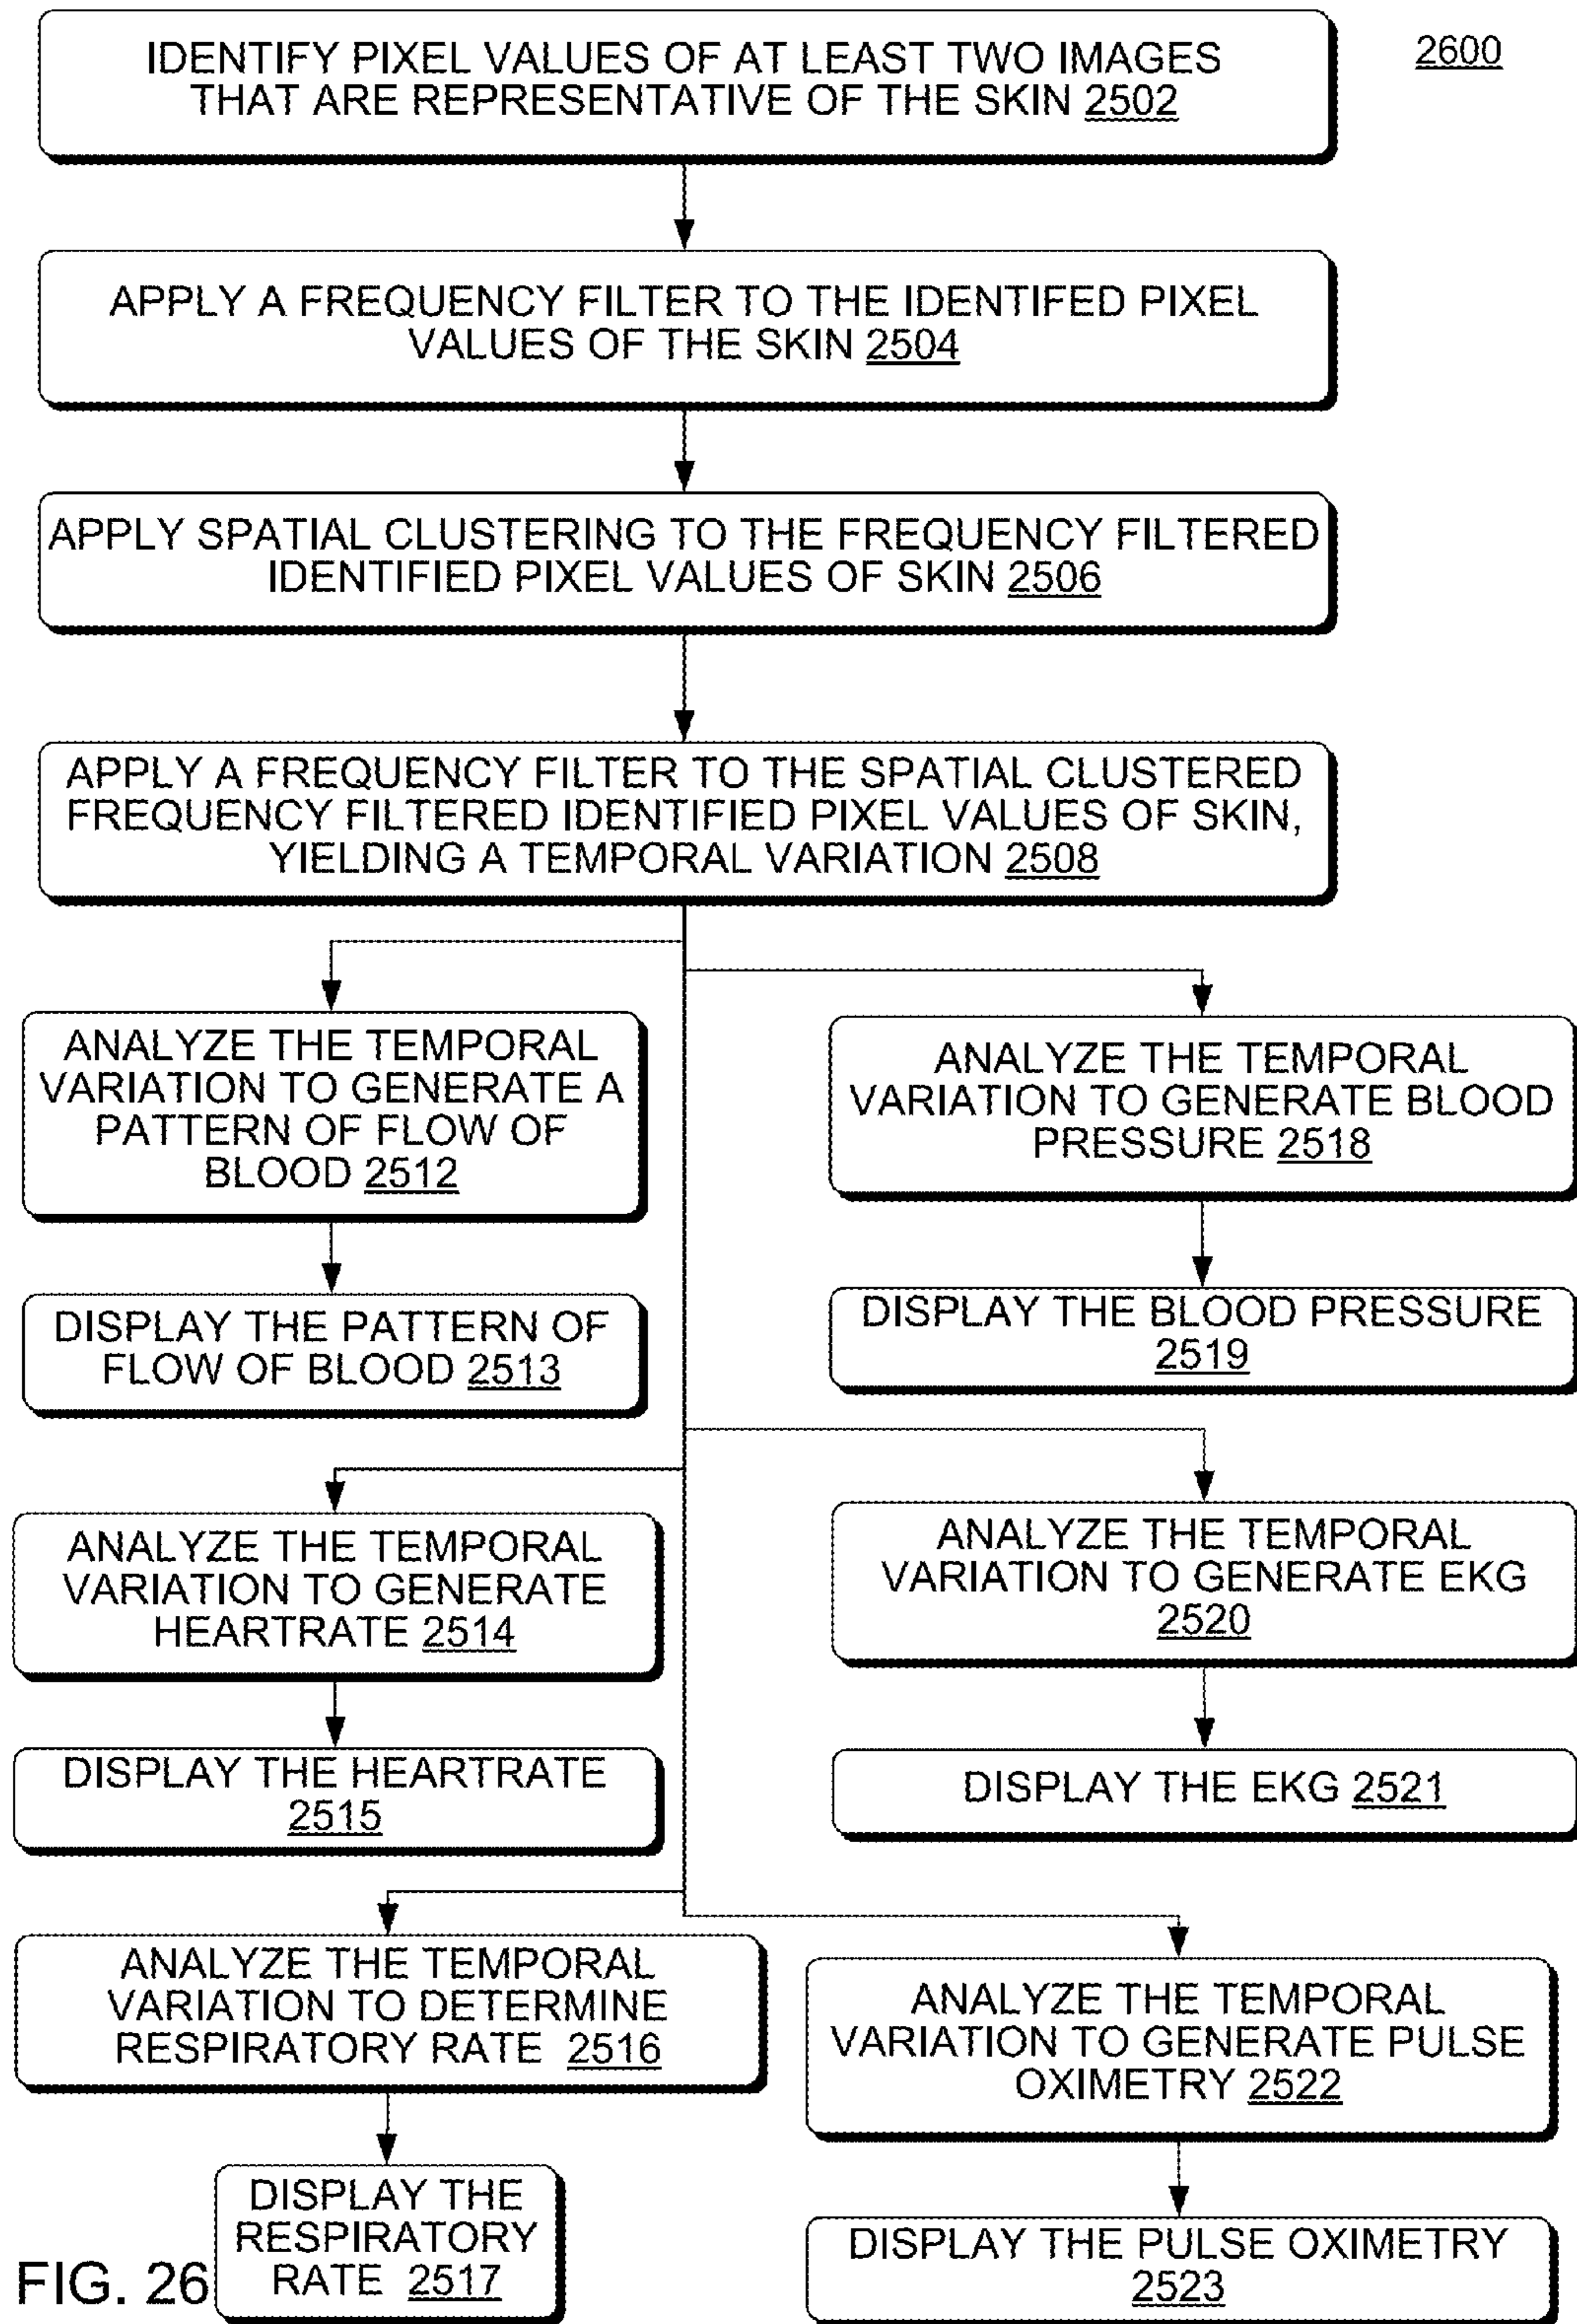 IDENTIFY PIXEL VALUES OF AT LEAST TWO IMAGES
THAT ARE REPRESENTATIVE OF THE SKIN 2502
2600
APPLY A FREQUENCY FILTER TO THE IDENTIFED PIXEL
VALUES OF THE SKIN 2504
APPLY SPATIAL CLUSTERING TO THE FREQUENCY FILTERED
IDENTIFIED PIXEL VALUES OF SKIN 2506
APPLY A FREQUENCY FILTER TO THE SPATIAL CLUSTERED
FREQUENCY FILTERED IDENTIFIED PIXEL VALUES OF SKIN,
YIELDING A TEMPORAL VARIATION 2508
ANALYZE THE TEMPORAL
VARIATION TO GENERATE A
PATTERN OF FLOW OF
BLOOD 2512
ANALYZE THE TEMPORAL
VARIATION TO GENERATE BLOOD
PRESSURE 2518
DISPLAY THE PATTERN OF
FLOW OF BLOOD 2513
DISPLAY THE BLOOD PRESSURE
2519
ANALYZE THE TEMPORAL
VARIATION TO GENERATE
HEARTRATE 2514
ANALYZE THE TEMPORAL
VARIATION TO GENERATE EKG
2520
DISPLAY THE HEARTRATE
2515
DISPLAY THE EKG 2521
ANALYZE THE TEMPORAL
VARIATION TO DETERMINE
RESPIRATORY RATE 2516
ANALYZE THE TEMPORAL
VARIATION TO GENERATE PULSE
OXIMETRY 2522
DISPLAY THE
RESPIRATORY
RATE 2517
DISPLAY THE PULSE OXIMETRY
2523
FIG. 26